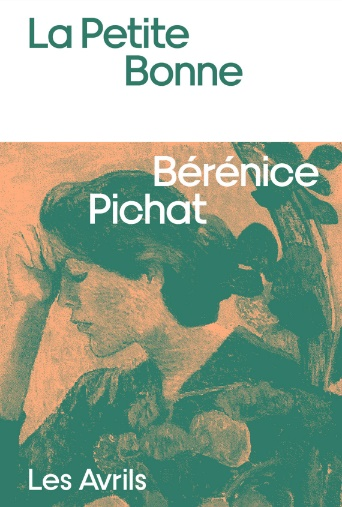 La Petite
Bonne
Bérénice
Pichat
Les Avrils